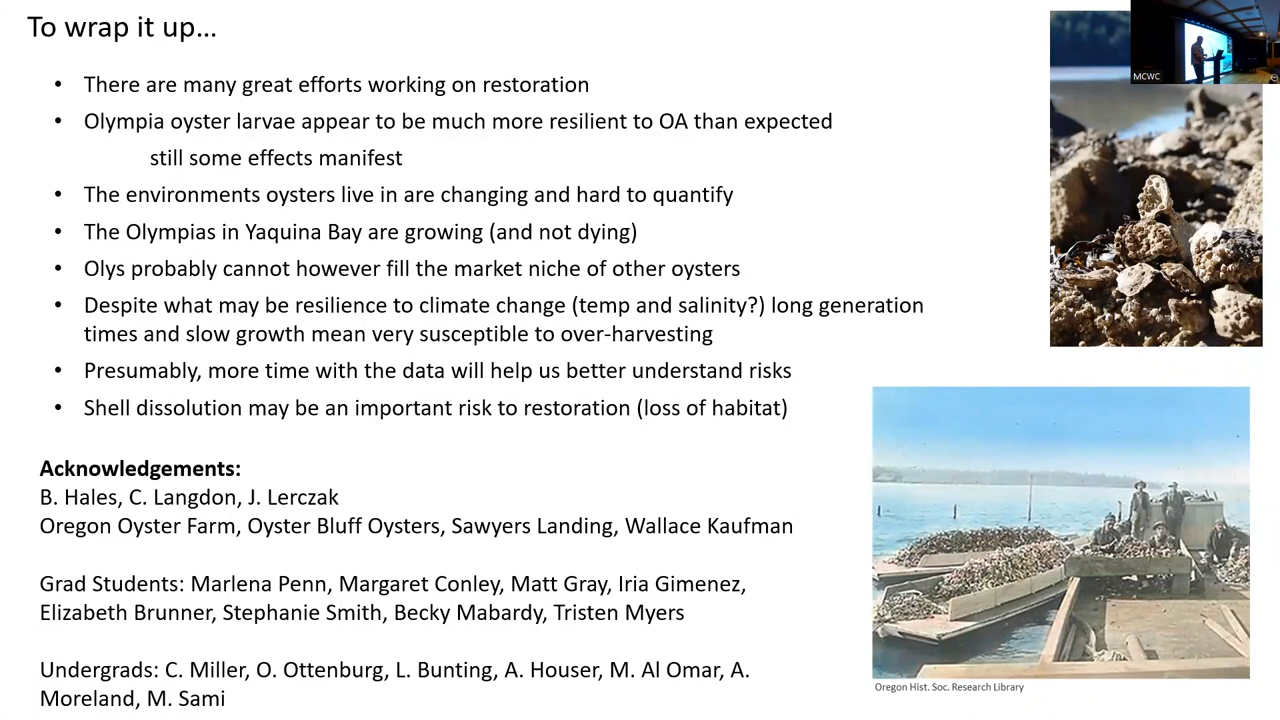 To wrap it up...
• There are many great efforts working on restoration
• Olympia oyster larvae appear to be much more resilient to OA than expected
still some effects manifest
• The environments oysters live in are changing and hard to quantify
• The Olympias in Yaquina Bay are growing (and not dying)
• Olys probably cannot however fill the market niche of other oysters
• Despite what may be resilience to climate change (temp and salinity?) long generation
times and slow growth mean very susceptible to over-harvesting
• Presumably, more time with the data will help us better understand risks
• Shell dissolution may be an important risk to restoration (loss of habitat)
Acknowledgements:
B. Hales, C. Langdon, J. Lerczak
Oregon Oyster Farm, Oyster Bluff Oysters, Sawyers Landing, Wallace Kaufman
Grad Students: Marlena Penn, Margaret Conley, Matt Gray, Iria Gimenez,
Elizabeth Brunner, Stephanie Smith, Becky Mabardy, Tristen Myers
Undergrads: C. Miller, O. Ottenburg, L. Bunting, A. Houser, M. Al Omar, A.
Moreland, M. Sami
MCWC
Oregon Hist. Soc. Research Library